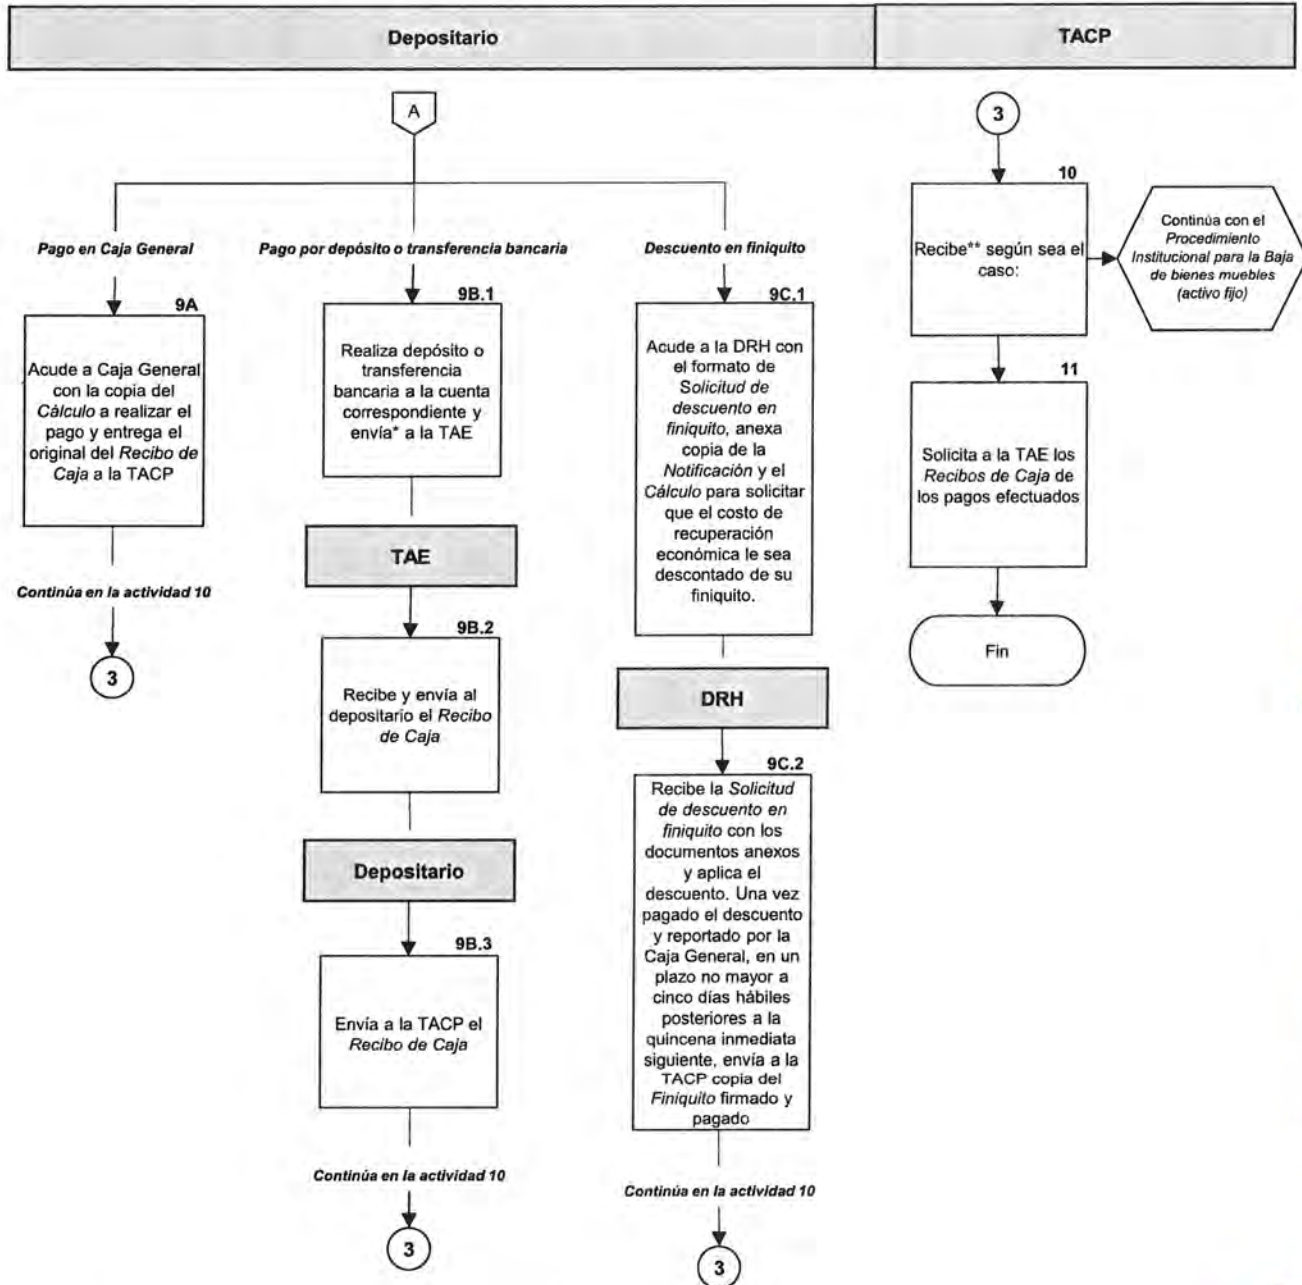 Depositario
TACP
A
Pago en Caja General
9A
Acude a Caja General
con la copia del
Cálculo a realizar el
pago y entrega el
original del Recibo de
Caja a la TACP
Continúa en la actividad 10
3
Pago por depósito o transferencia bancaria
9B.1
Realiza depósito o
transferencia
bancaria a la cuenta
correspondiente y
envía* a la TAE
TAE
9B.2
Recibe y envía al
depositario el Recibo
de Caja
Depositario
9B.3
Envía a la TACP el
Recibo de Caja
Continúa en la actividad 10
3
Descuento en finiquito
9C.1
Acude a la DRH con
el formato de
Solicitud de
descuento en
finiquito, anexa
copia de la
Notificación y el
Cálculo para solicitar
que el costo de
recuperación
económica le sea
descontado de su
finiquito.
DRH
9C.2
Recibe la Solicitud
de descuento en
finiquito con los
documentos anexos
y aplica el
descuento. Una vez
pagado el descuento
y reportado por la
Caja General, en un
plazo no mayor a
cinco días hábiles
posteriores a la
quincena inmediata
siguiente, envía a la
TACP copia del
Finiquito firmado y
pagado
Continúa en la actividad 10
3
3
10
Recibe** según sea el
caso:
Continúa con el
Procedimiento
Institucional para la Baja
de bienes muebles
(activo fijo)
11
Solicita a la TAE los
Recibos de Caja de
los pagos efectuados
Fin